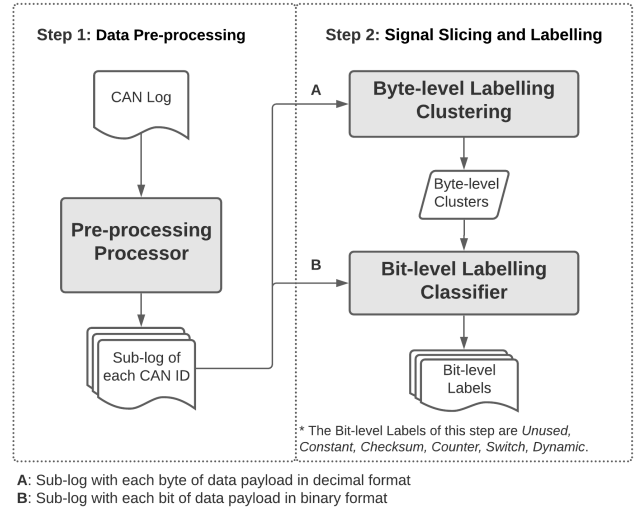 Step 1: Data Pre-processing
CAN Log
Pre-processing
Processor
Sub-log of
each CAN ID
Step 2: Signal Slicing and Labelling
A
Byte-level Labelling
Clustering
Byte-level
Clusters
B
Bit-level Labelling
Classifier
Bit-level
Labels
* The Bit-level Labels of this step are Unused,
Constant, Checksum, Counter, Switch, Dynamic.
A: Sub-log with each byte of data payload in decimal format
B: Sub-log with each bit of data payload in binary format